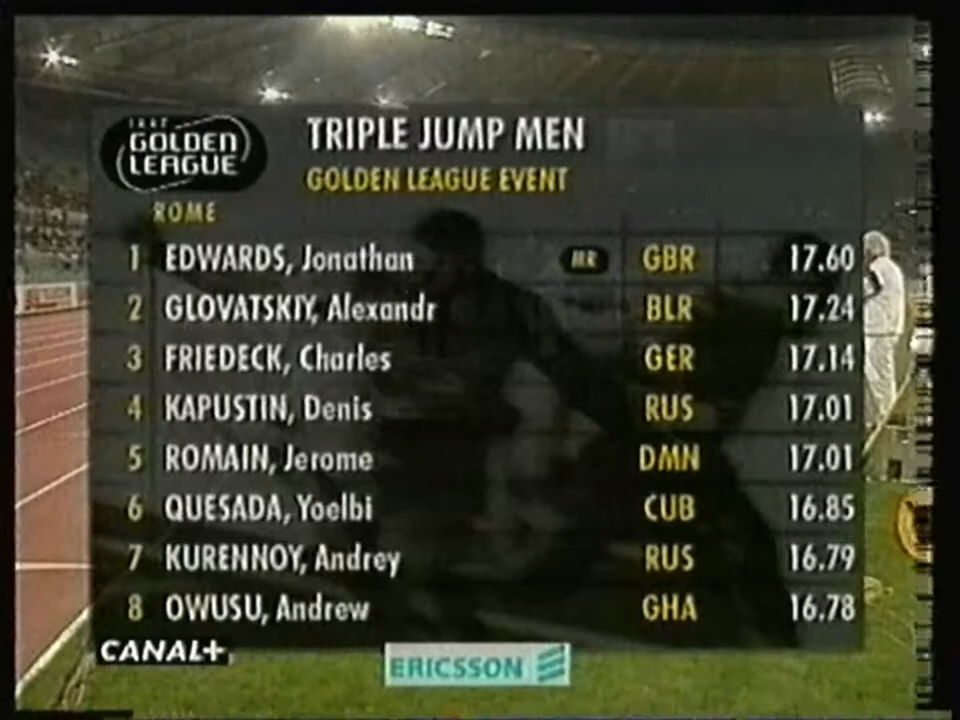 IAAF
GOLDEN
LEAGUE
TRIPLE JUMP MEN
GOLDEN LEAGUE EVENT
ROME
1 EDWARDS, Jonathan MR GBR 17.60
2 GLOVATSKIY, Alexandr BLR 17.24
3 FRIEDECK, Charles GER 17.14
4 KAPUSTIN, Denis RUS 17.01
5 ROMAIN, Jerome DMN 17.01
6 QUESADA, Yoelbi CUB 16.85
7 KURENNOY, Andrey RUS 16.79
8 OWUSU, Andrew GHA 16.78
CANAL+
ERICSSON